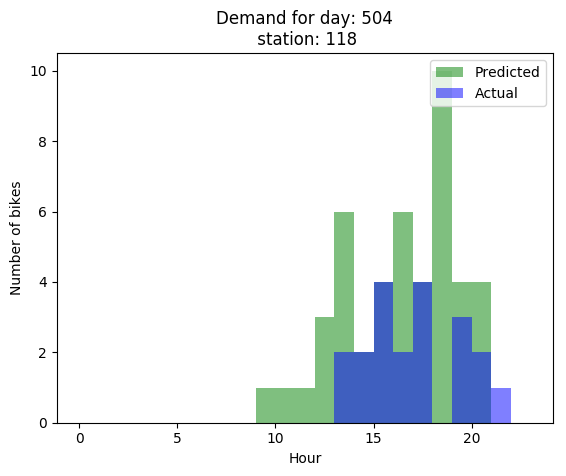 Demand for day: 504
station: 118
Predicted
Actual
Number of bikes
10
8
6
4
2
0
0 5 10 15 20
Hour